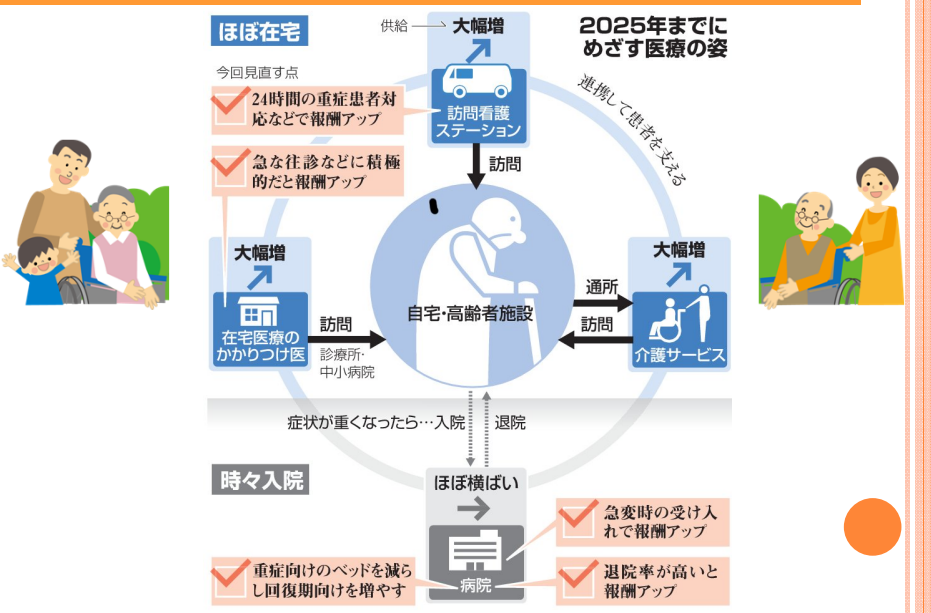 ほぼ在宅
供給
大幅増
2025年までに
めざす医療の姿
今回見直す点
24時間の重症患者対
応などで報酬アップ
訪問看護
ステーション
連携して患者を支える
急な往診などに積極
的だと報酬アップ
訪問
大幅増
在宅医療の
かかりつけ医
訪問
診療所・
中小病院
自宅・高齢者施設
大幅増
通所
訪問
介護サービス
症状が重くなったら…入院
退院
時々入院
ほぼ横ばい
病院
急変時の受け入
れで報酬アップ
重症向けのベッドを減ら
し回復期向けを増やす
退院率が高いと
報酬アップ